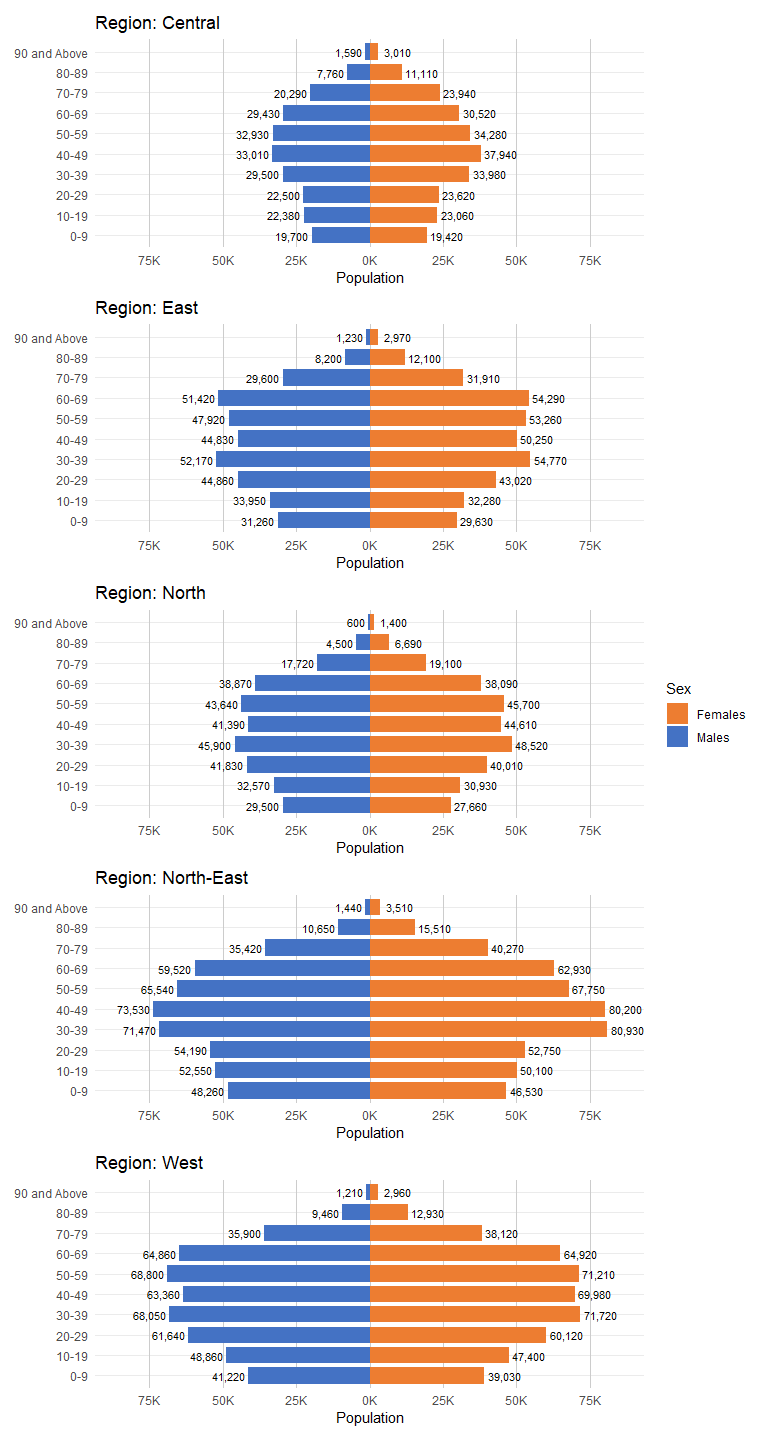 Region: Central
90 and Above 1,590 3,010
80-89 7,760 11,110
70-79 20,290 23,940
60-69 29,430 30,520
50-59 32,930 34,280
40-49 33,010 37,940
30-39 29,500 33,980
20-29 22,500 23,620
10-19 22,380 23,060
0-9 19,700 19,420
75K 50K 25K 0K 25K 50K 75K
Population
Region: East
90 and Above 1,230 2,970
80-89 8,200 12,100
70-79 29,600 31,910
60-69 51,420 54,290
50-59 47,920 53,260
40-49 44,830 50,250
30-39 52,170 54,770
20-29 44,860 43,020
10-19 33,950 32,280
0-9 31,260 29,630
75K 50K 25K 0K 25K 50K 75K
Population
Region: North
90 and Above 600 1,400
80-89 4,500 6,690
70-79 17,720 19,100
60-69 38,870 38,090
50-59 43,640 45,700
40-49 41,390 44,610
30-39 45,900 48,520
20-29 41,830 40,010
10-19 32,570 30,930
0-9 29,500 27,660
75K 50K 25K 0K 25K 50K 75K
Population
Sex
Females
Males
Region: North-East
90 and Above 1,440 3,510
80-89 10,650 15,510
70-79 35,420 40,270
60-69 59,520 62,930
50-59 65,540 67,750
40-49 73,530 80,200
30-39 71,470 80,930
20-29 54,190 52,750
10-19 52,550 50,100
0-9 48,260 46,530
75K 50K 25K 0K 25K 50K 75K
Population
Region: West
90 and Above 1,210 2,960
80-89 9,460 12,930
70-79 35,900 38,120
60-69 64,860 64,920
50-59 68,800 71,210
40-49 63,360 69,980
30-39 68,050 71,720
20-29 61,640 60,120
10-19 48,860 47,400
0-9 41,220 39,030
75K 50K 25K 0K 25K 50K 75K
Population